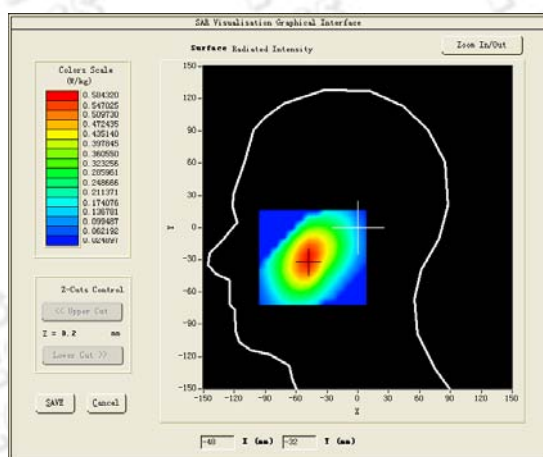 SAR Visualisation Graphical Interface
Surface Radiated Intensity
Zoom In/Out
Colors Scale
(W/kg)
0.584320
0.547025
0.509730
0.472435
0.435140
0.397845
0.360550
0.323256
0.285961
0.248666
0.211371
0.174076
0.136781
0.099487
0.062192
0.024897
150
120
90
60
30
0
-30
-60
-90
-120
-150
Y
-150 -120 -90 -60 -30 0 30 60 90 120 150
X
Z-Cuts Control
<< Upper Cut
Z = 0.2 mm
Lower Cut >>
SAVE
Cancel
-48 X (mm) -32 Y (mm)